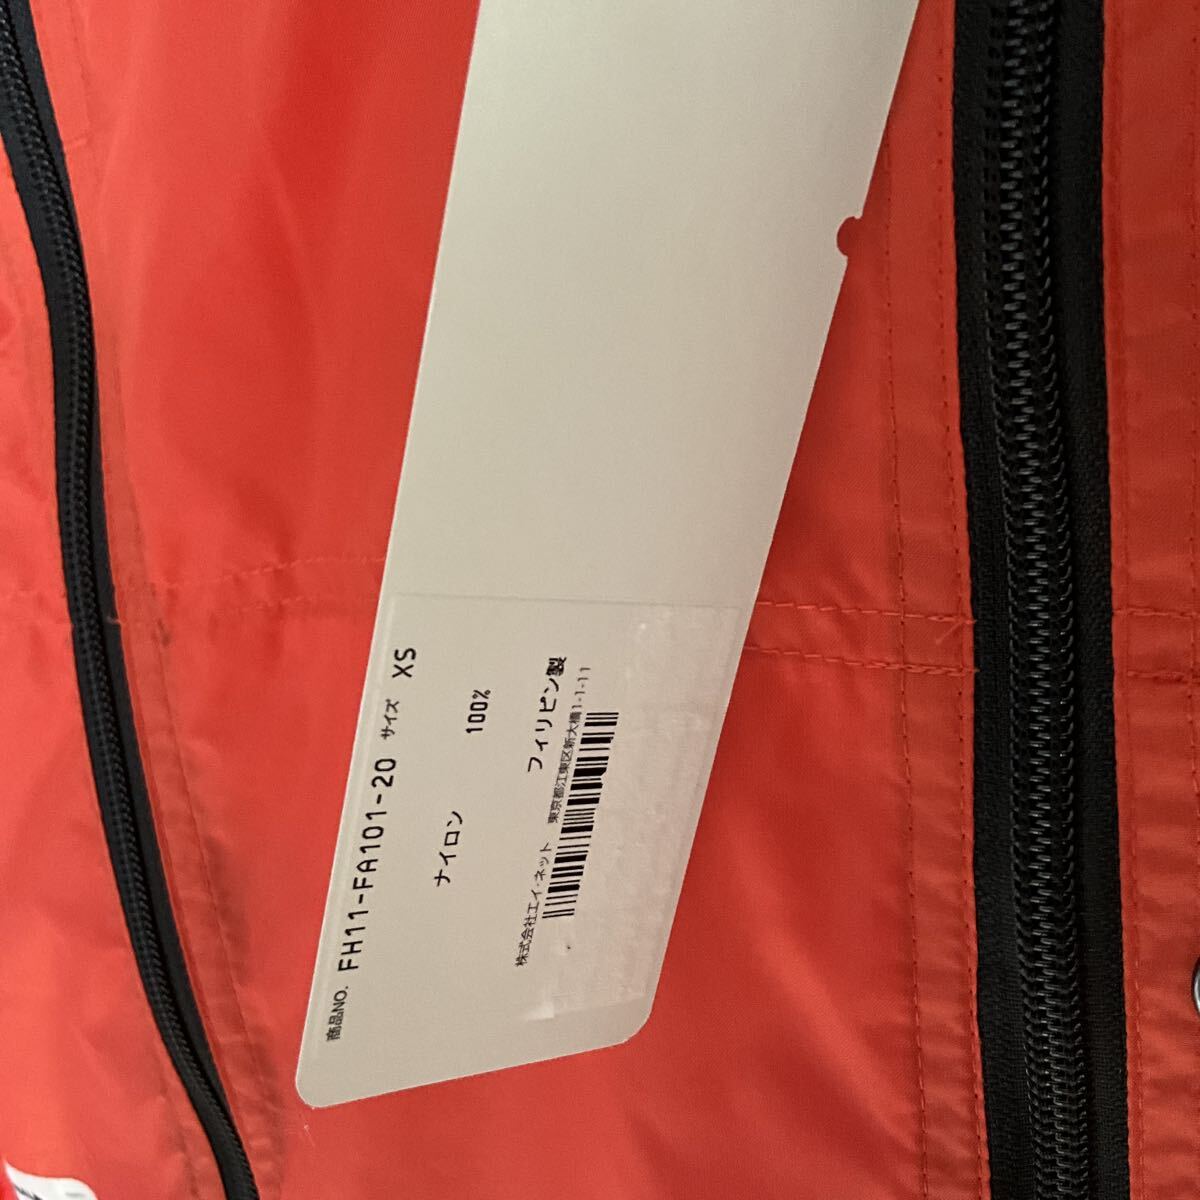 商品NO. FH11-FA101-20 サイズ XS
ナイロン 100%
フィリピン製
株式会社エイ・ネット 東京都江東区新大橋1-1-11